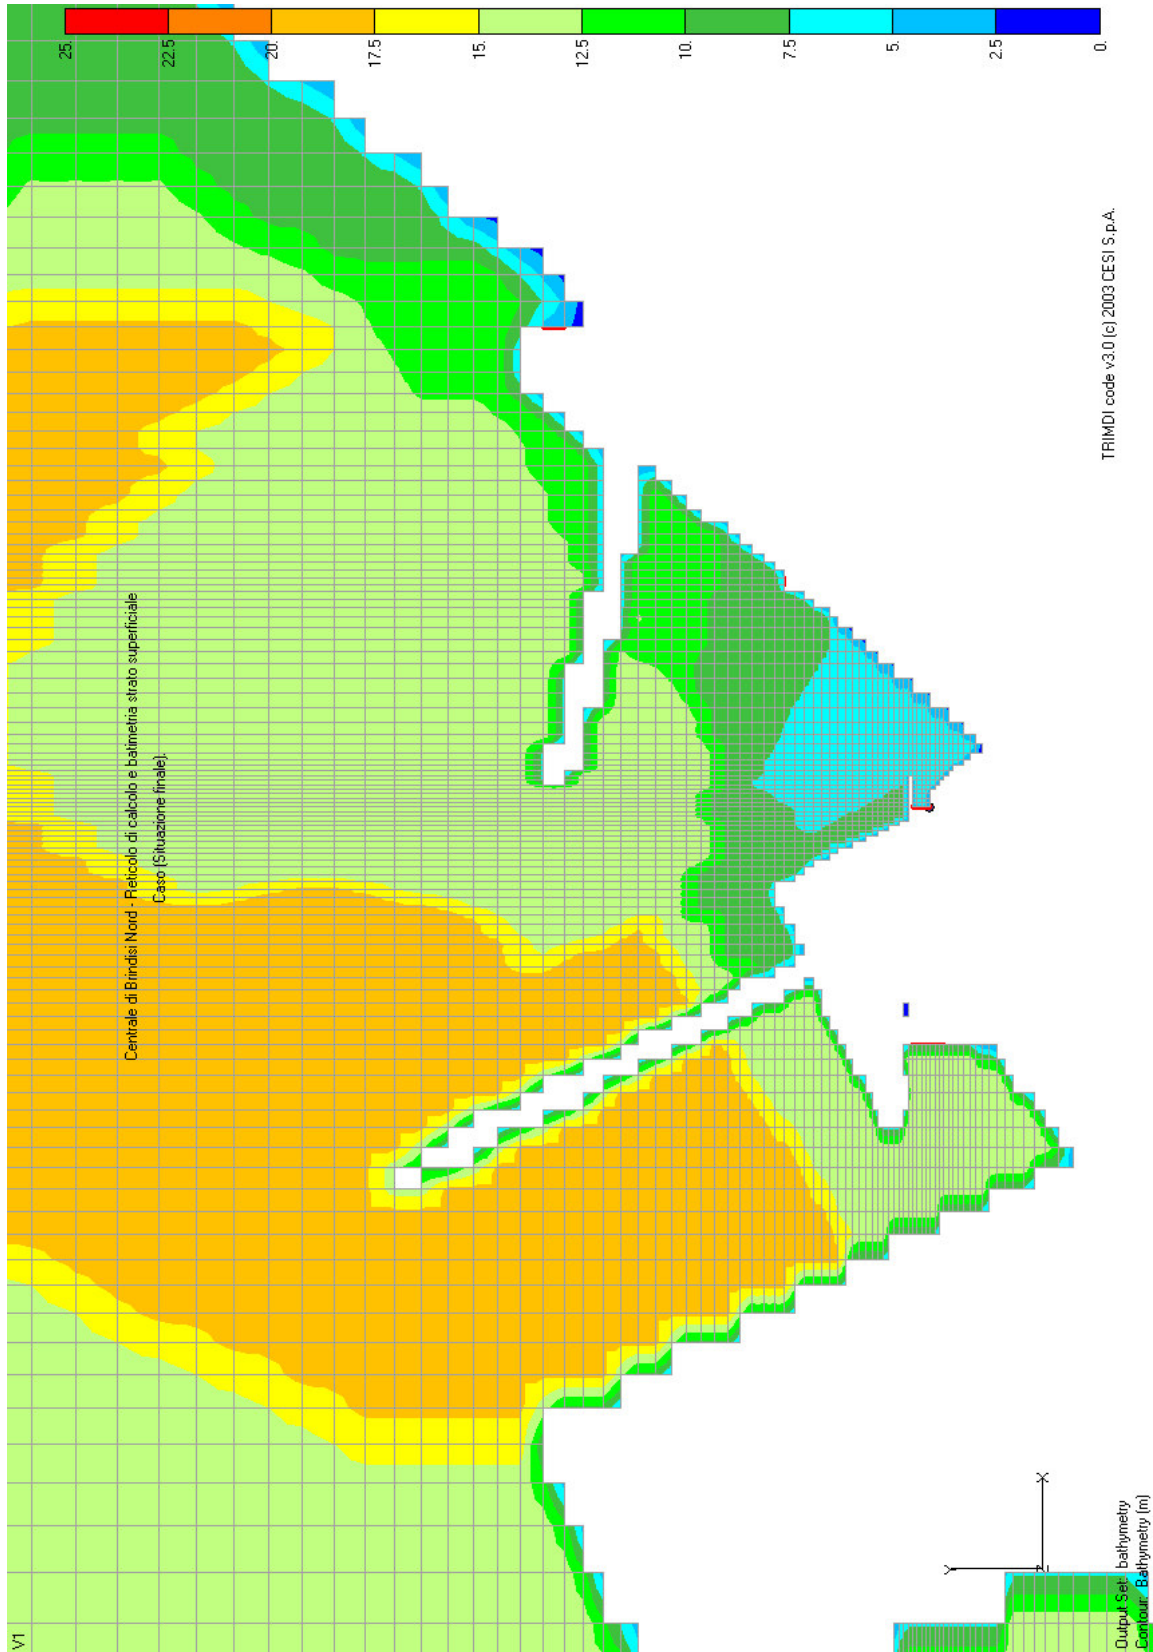 V1
Centrale di Brindisi Nord - Reticolo di calcolo e batimetria strato superficiale
Caso (Situazione finale).
25.
22.5
20.
17.5
15.
12.5
10.
7.5
5.
2.5
0.
Y
X
Output Set: bathymetry
Contour: Bathymetry (m)
TRIMDI code v3.0 (c) 2003 CESI S.p.A.